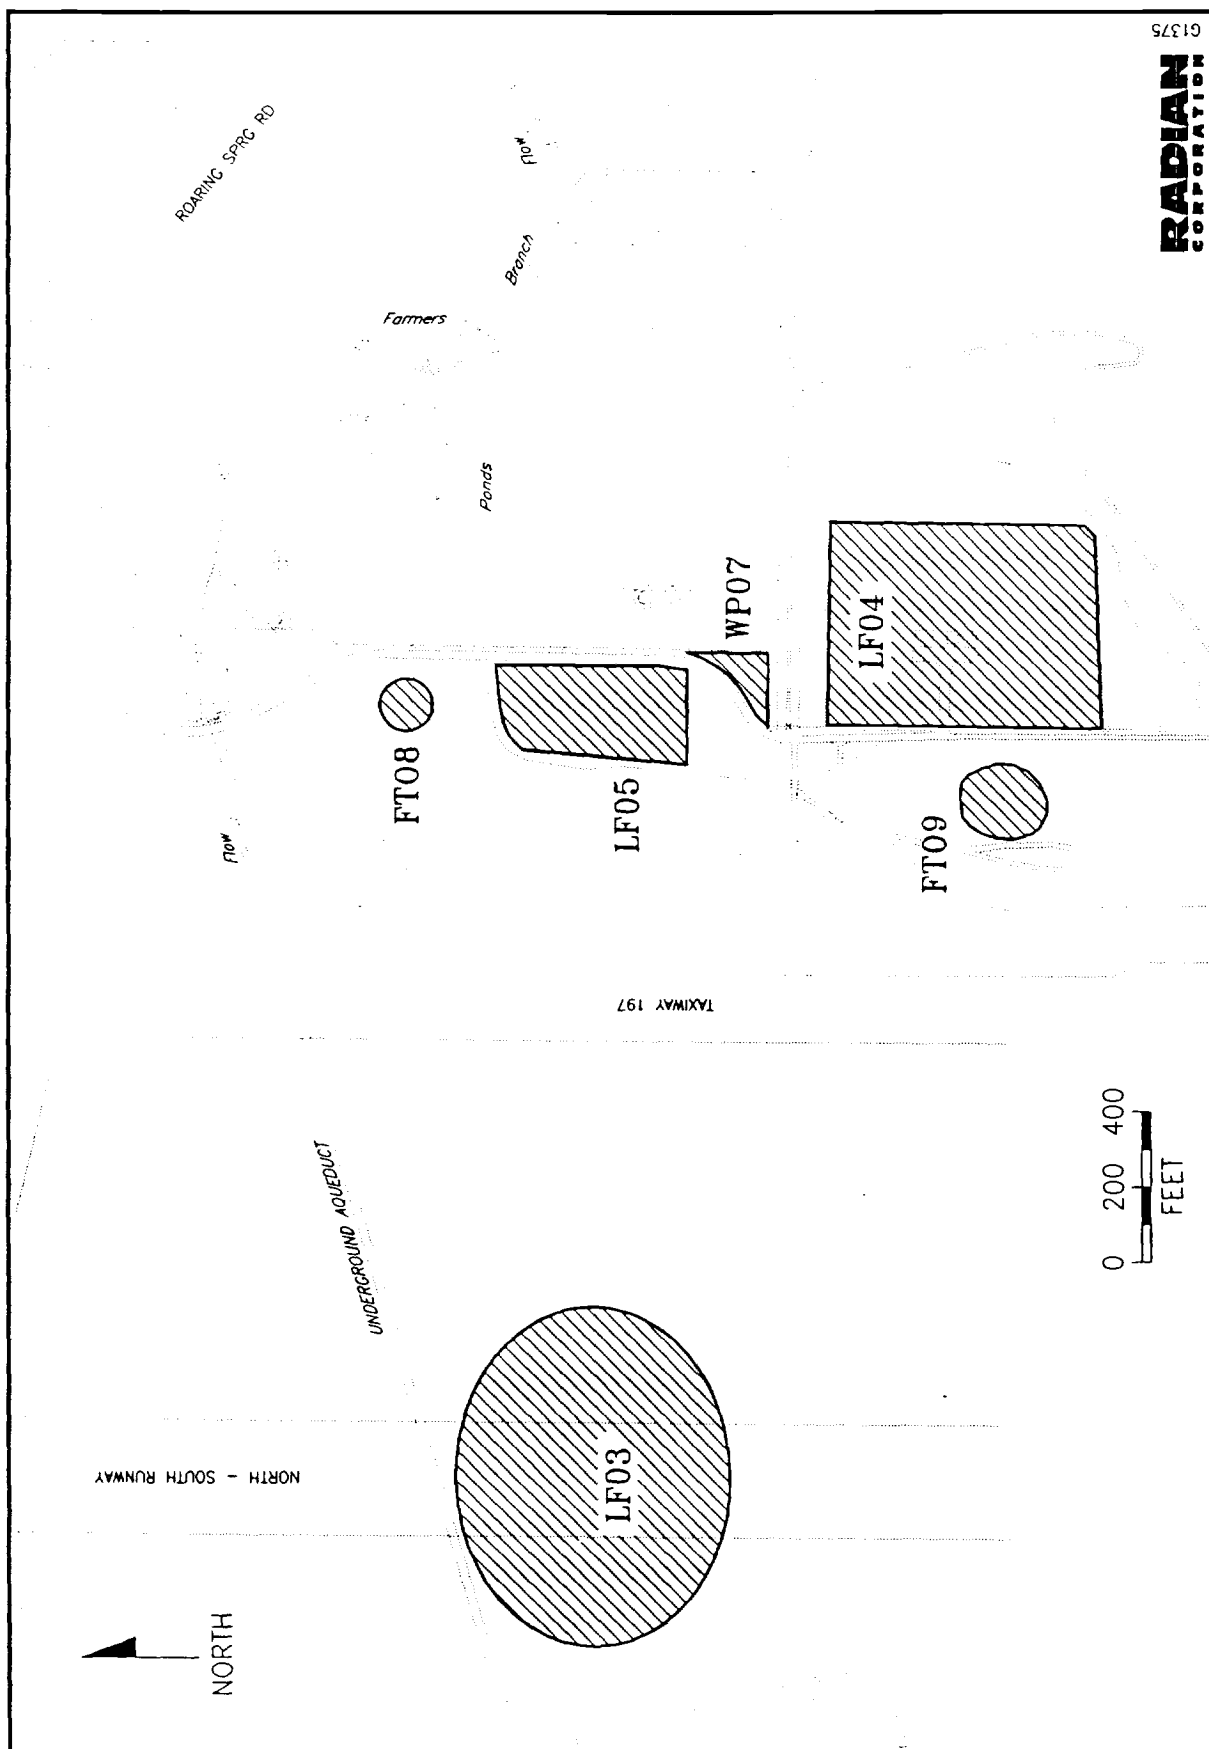 NORTH
NORTH - SOUTH RUNWAY
UNDERGROUND AQUEDUCT
LF03
TAXIWAY 197
Flow
FT08
LF05
WP07
LF04
FT09
Ponds
Farmers
Branch
Flow
ROARING SPRG RD
0 200 400
FEET
RADIAN
CORPORATION
G1375